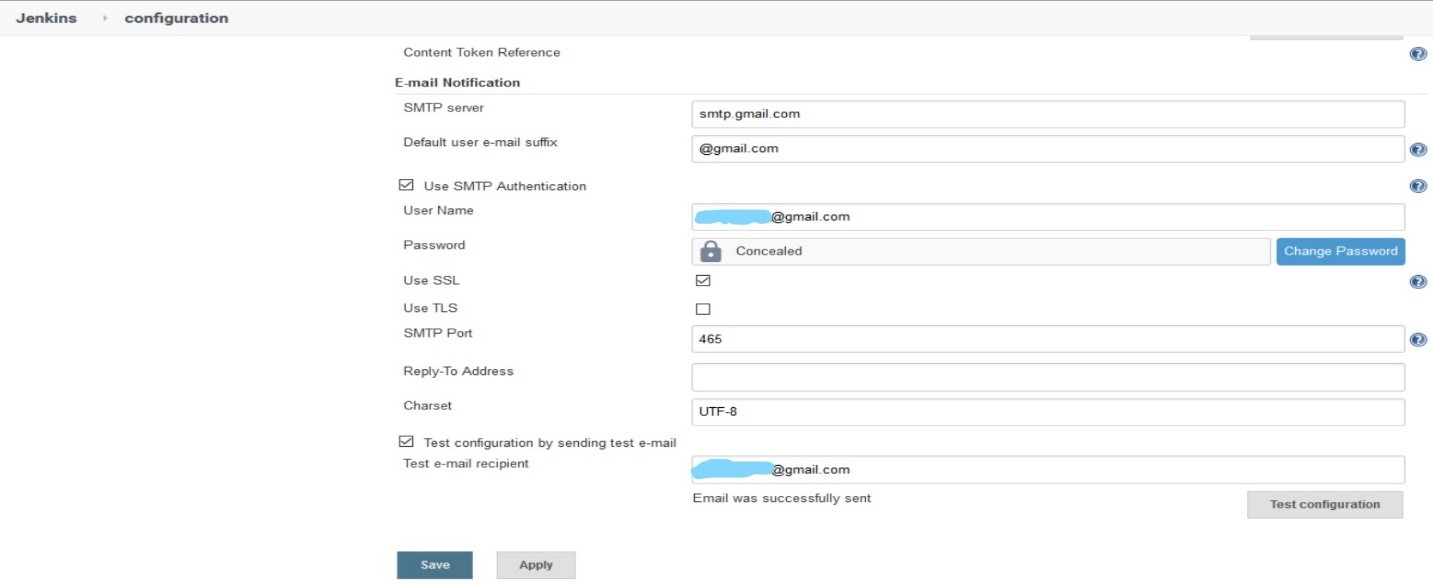 Jenkins configuration
Content Token Reference
E-mail Notification
SMTP server smtp.gmail.com
Default user e-mail suffix @gmail.com
Use SMTP Authentication
User Name @gmail.com
Password Concealed Change Password
Use SSL
Use TLS
SMTP Port 465
Reply-To Address
Charset UTF-8
Test configuration by sending test e-mail
Test e-mail recipient @gmail.com
Email was successfully sent
Test configuration
Save Apply